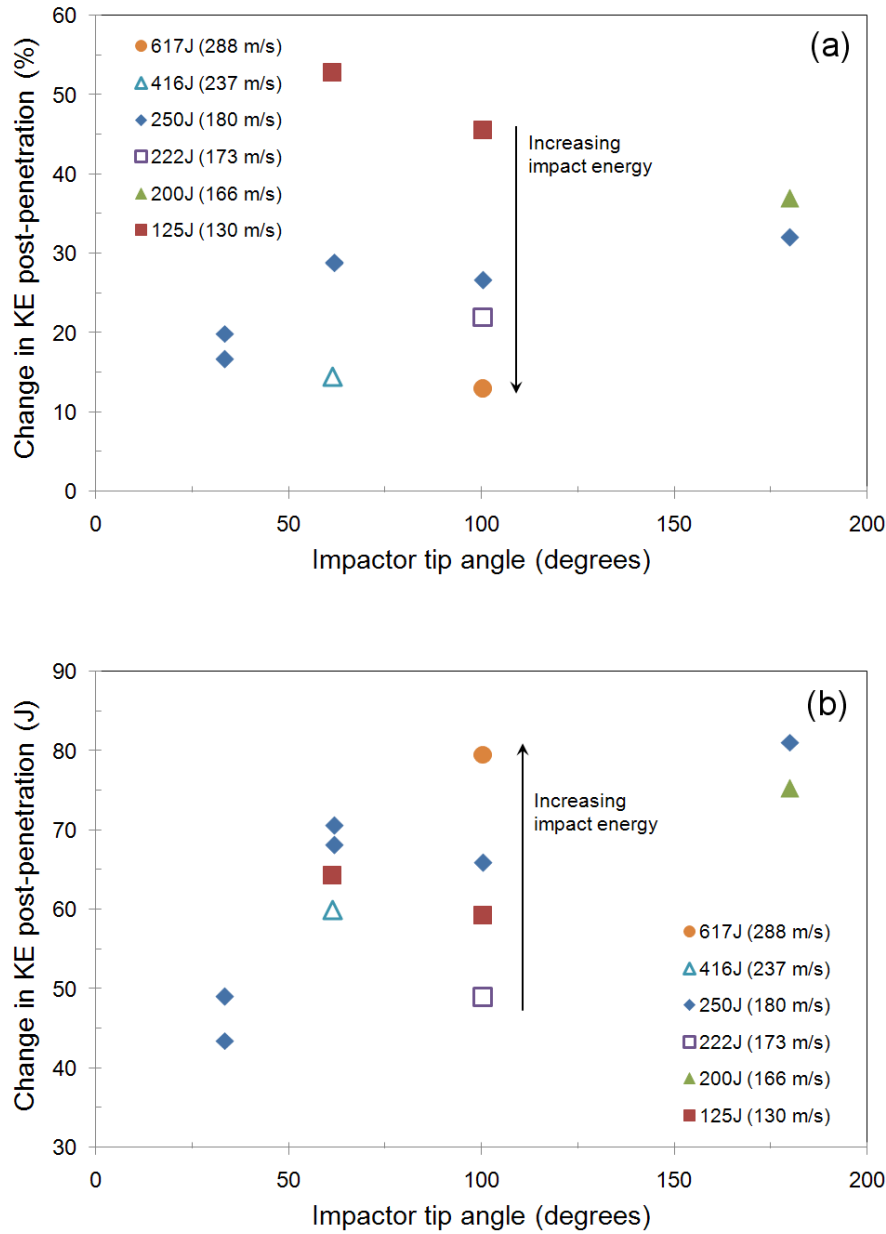 60
50
40
30
20
10
0
Change in KE post-penetration (%)
(a)
617J (288 m/s)
416J (237 m/s)
250J (180 m/s)
222J (173 m/s)
200J (166 m/s)
125J (130 m/s)
Increasing
impact energy
0
50
100
150
200
Impactor tip angle (degrees)
90
80
70
60
50
40
30
Change in KE post-penetration (J)
(b)
Increasing
impact energy
617J (288 m/s)
416J (237 m/s)
250J (180 m/s)
222J (173 m/s)
200J (166 m/s)
125J (130 m/s)
0
50
100
150
200
Impactor tip angle (degrees)